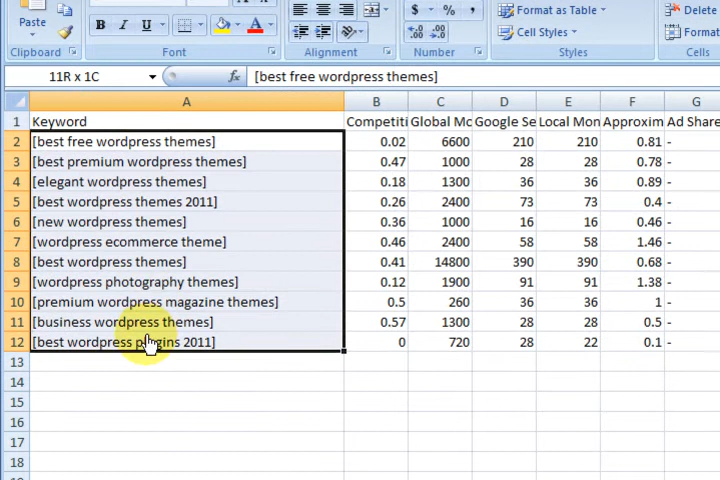 B I U A $ % , Format as Table Delete
Paste Cell Styles Format
Clipboard Font Alignment Number Styles Cells
11R x 1C fx [best free wordpress themes]
A B C D E F G
1 Keyword Competiti Global Mo Google Se Local Mon Approxim Ad Share
2 [best free wordpress themes] 0.02 6600 210 210 0.81 -
3 [best premium wordpress themes] 0.47 1000 28 28 0.78 -
4 [elegant wordpress themes] 0.18 1300 36 36 0.89 -
5 [best wordpress themes 2011] 0.26 2400 73 73 0.4 -
6 [new wordpress themes] 0.36 1000 16 16 0.46 -
7 [wordpress ecommerce theme] 0.46 2400 58 58 1.46 -
8 [best wordpress themes] 0.41 14800 390 390 0.68 -
9 [wordpress photography themes] 0.12 1900 91 91 1.38 -
10 [premium wordpress magazine themes] 0.5 260 36 36 1 -
11 [business wordpress themes] 0.57 1300 28 28 0.5 -
12 [best wordpress plugins 2011] 0 720 28 22 0.1 -
13
14
15
16
17
18